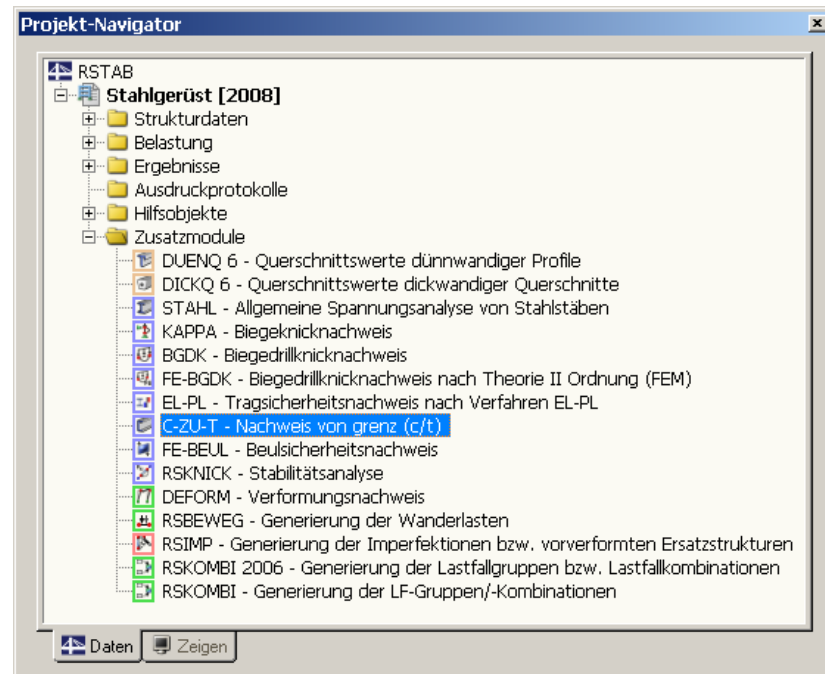 Projekt-Navigator
RSTAB
Stahlgerüst [2008]
Strukturdaten
Belastung
Ergebnisse
Ausdruckprotokolle
Hilfsobjekte
Zusatzmodule
DUENQ 6 - Querschnittswerte dünnwandiger Profile
DICKQ 6 - Querschnittswerte dickwandiger Querschnitte
STAHL - Allgemeine Spannungsanalyse von Stahlstäben
KAPPA - Biegeknicknachweis
BGDK - Biegedrillknicknachweis
FE-BGDK - Biegedrillknicknachweis nach Theorie II Ordnung (FEM)
EL-PL - Tragsicherheitsnachweis nach Verfahren EL-PL
C-ZU-T - Nachweis von grenz (c/t)
FE-BEUL - Beulsicherheitsnachweis
RSKNICK - Stabilitätsanalyse
DEFORM - Verformungsnachweis
RSBEWEG - Generierung der Wanderlasten
RSIMP - Generierung der Imperfektionen bzw. vorverformten Ersatzstrukturen
RSKOMBI 2006 - Generierung der Lastfallgruppen bzw. Lastfallkombinationen
RSKOMBI - Generierung der LF-Gruppen/-Kombinationen
Daten Zeigen